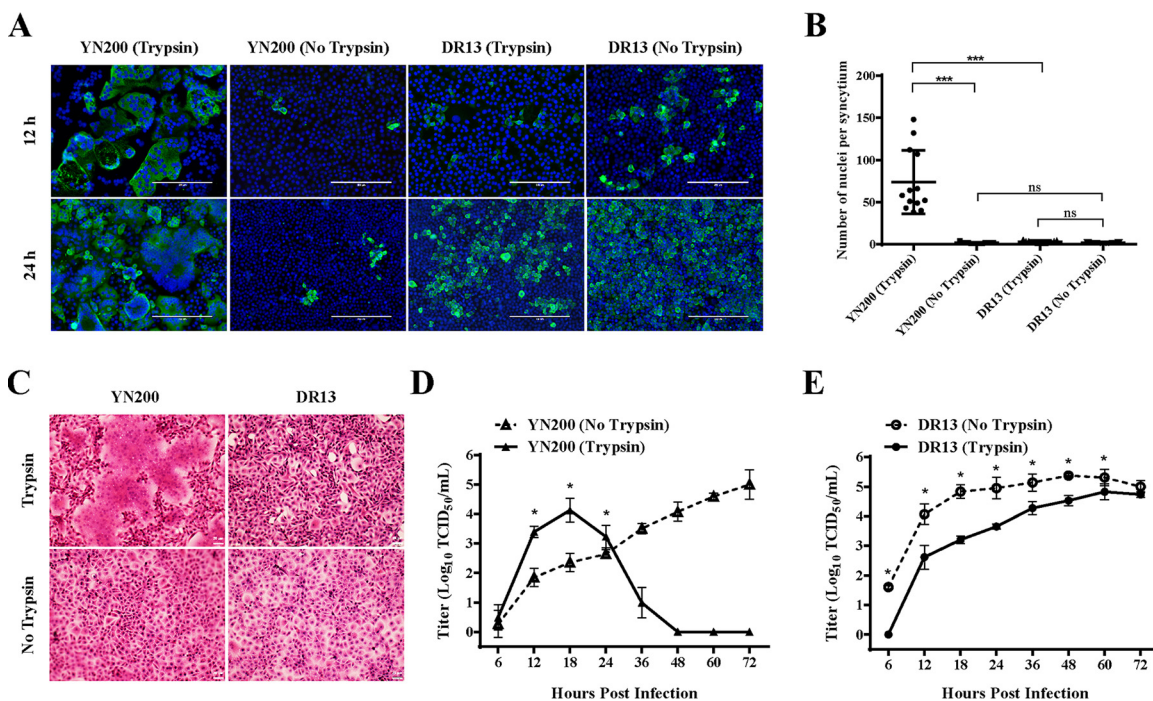 A
YN200 (Trypsin)
YN200 (No Trypsin)
DR13 (Trypsin)
DR13 (No Trypsin)
12 h
24 h
B
Number of nuclei per syncytium
200
150
100
50
0
***
***
ns
ns
YN200 (Trypsin)
YN200 (No Trypsin)
DR13 (Trypsin)
DR13 (No Trypsin)
C
YN200
DR13
Trypsin
No Trypsin
D
YN200 (No Trypsin)
YN200 (Trypsin)
Titer (Log10 TCID50/mL)
7
6
5
4
3
2
1
0
* * *
6 12 18 24 36 48 60 72
Hours Post Infection
E
DR13 (No Trypsin)
DR13 (Trypsin)
Titer (Log10 TCID50/mL)
7
6
5
4
3
2
1
0
* * * * * * *
6 12 18 24 36 48 60 72
Hours Post Infection